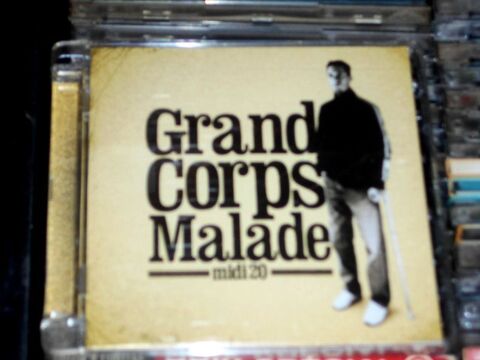 Grand
Corps
Malade
midi 20